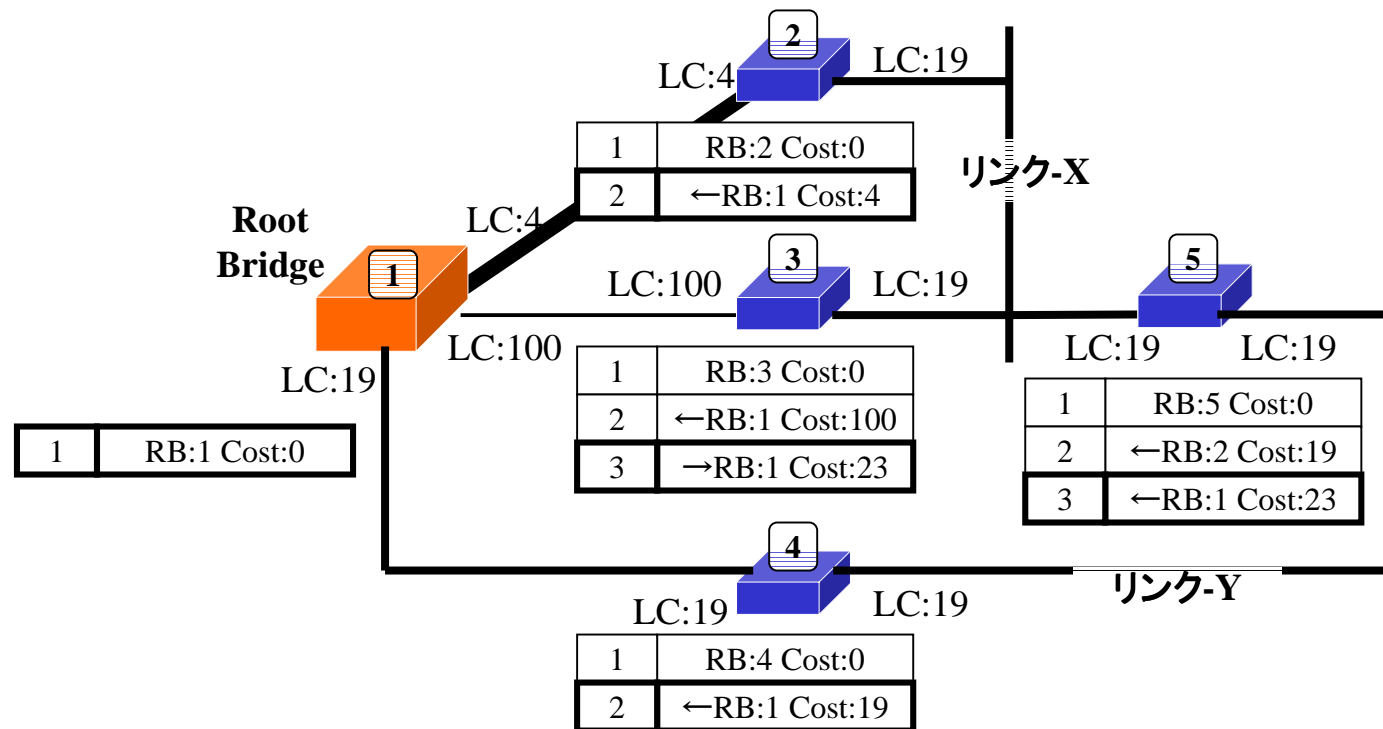 2
LC:4
LC:19
1 RB:2 Cost:0
2 ←RB:1 Cost:4
リンク-X
Root
Bridge
LC:4
1
3
5
LC:100
LC:19
LC:100
LC:19
LC:19
LC:19
1 RB:3 Cost:0
2 ←RB:1 Cost:100
3 →RB:1 Cost:23
1 RB:5 Cost:0
2 ←RB:2 Cost:19
3 ←RB:1 Cost:23
1 RB:1 Cost:0
4
LC:19
LC:19
リンク-Y
1 RB:4 Cost:0
2 ←RB:1 Cost:19